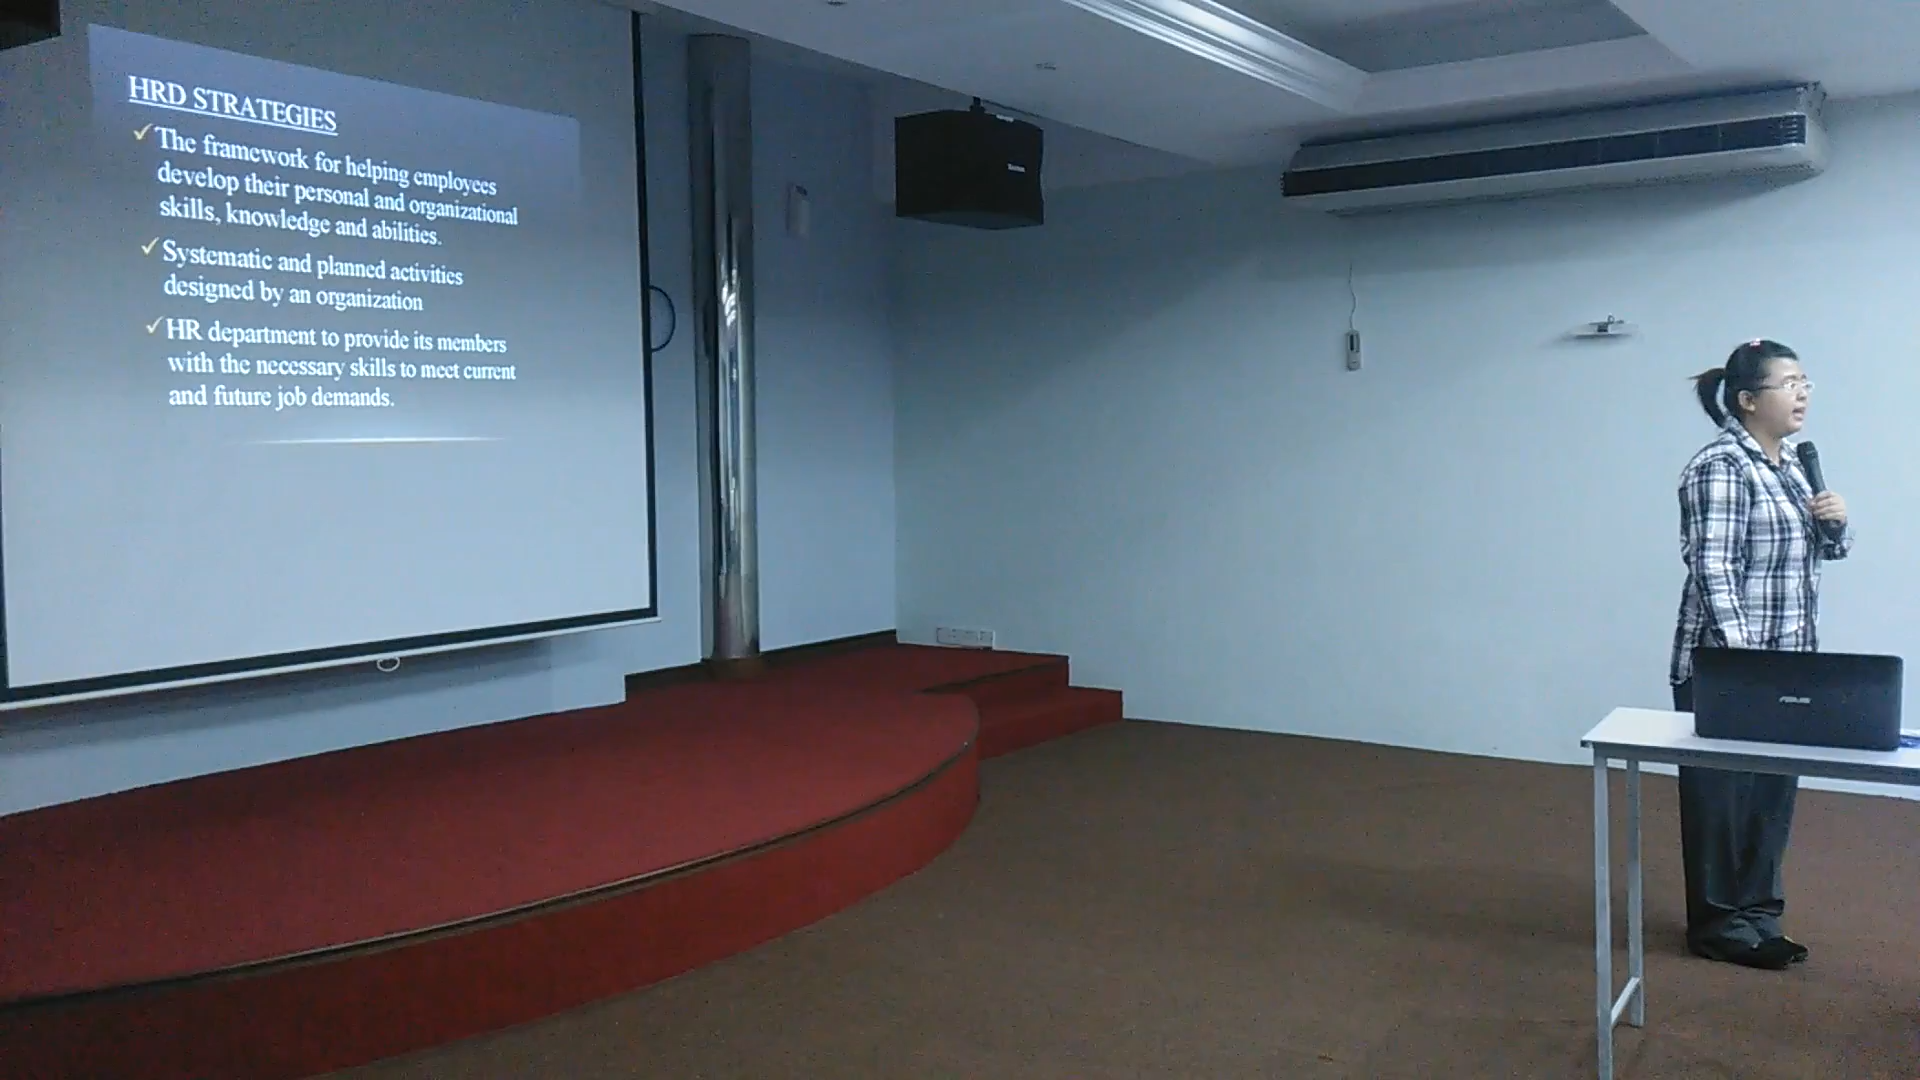 HRD STRATEGIES
✓The framework for helping employees
develop their personal and organizational
skills, knowledge and abilities.
✓Systematic and planned activities
designed by an organization
✓HR department to provide its members
with the necessary skills to meet current
and future job demands.
ASUS